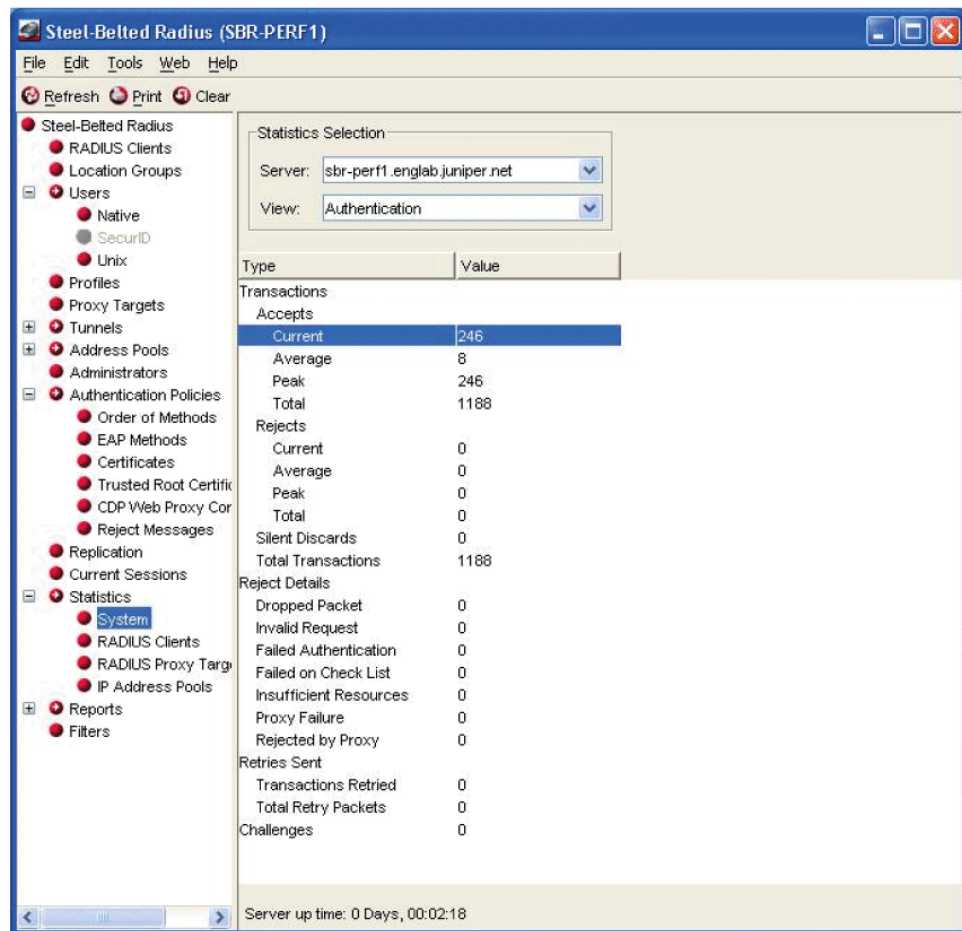 Steel-Belted Radius (SBR-PERF1)
File Edit Tools Web Help
Refresh Print Clear
Steel-Belted Radius
RADIUS Clients
Location Groups
Users
Native
SecurID
Unix
Profiles
Proxy Targets
Tunnels
Address Pools
Administrators
Authentication Policies
Order of Methods
EAP Methods
Certificates
Trusted Root Certific
CDP Web Proxy Cor
Reject Messages
Replication
Current Sessions
Statistics
System
RADIUS Clients
RADIUS Proxy Targ
IP Address Pools
Reports
Filters
Statistics Selection
Server: sbr-perf1.englab.juniper.net
View: Authentication
Type Value
Transactions
Accepts
Current 246
Average 8
Peak 246
Total 1188
Rejects
Current 0
Average 0
Peak 0
Total 0
Silent Discards 0
Total Transactions 1188
Reject Details
Dropped Packet 0
Invalid Request 0
Failed Authentication 0
Failed on Check List 0
Insufficient Resources 0
Proxy Failure 0
Rejected by Proxy 0
Retries Sent
Transactions Retried 0
Total Retry Packets 0
Challenges 0
Server up time: 0 Days, 00:02:18